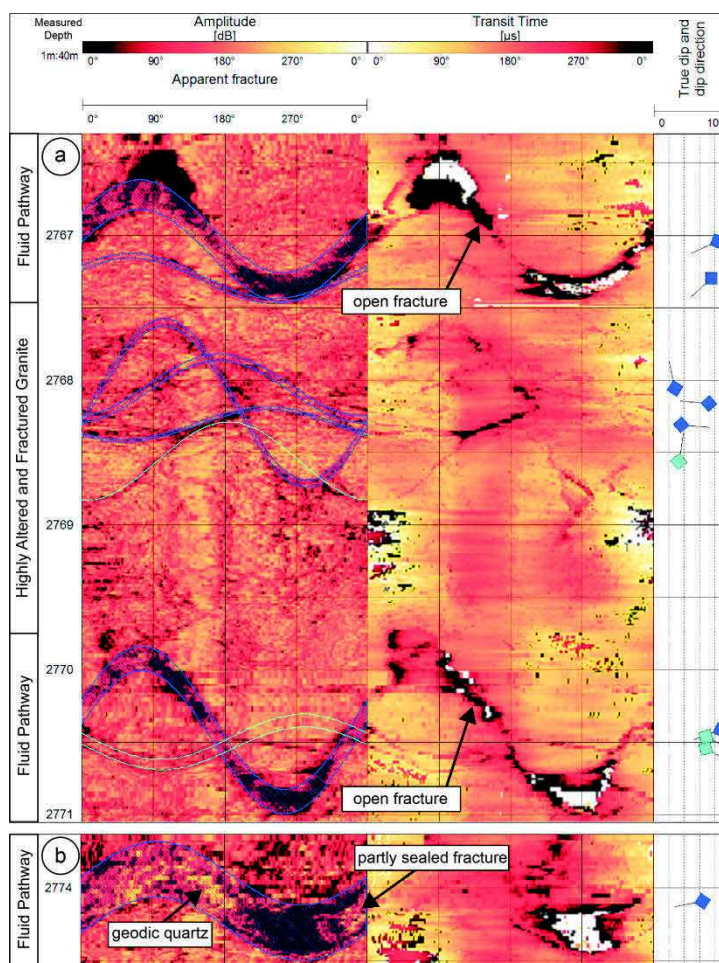 Measured
Depth
1m:40m
Amplitude
[dB]
Transit Time
[µs]
0° 90° 180° 270° 0° 0° 90° 180° 270° 0°
Apparent fracture
0° 90° 180° 270° 0°
True dip and
dip direction
0 10
a
Fluid Pathway
2767
open fracture
Highly Altered and Fractured Granite
2768
2769
Fluid Pathway
2770
open fracture
2771
b
Fluid Pathway
2774
partly sealed fracture
geodic quartz